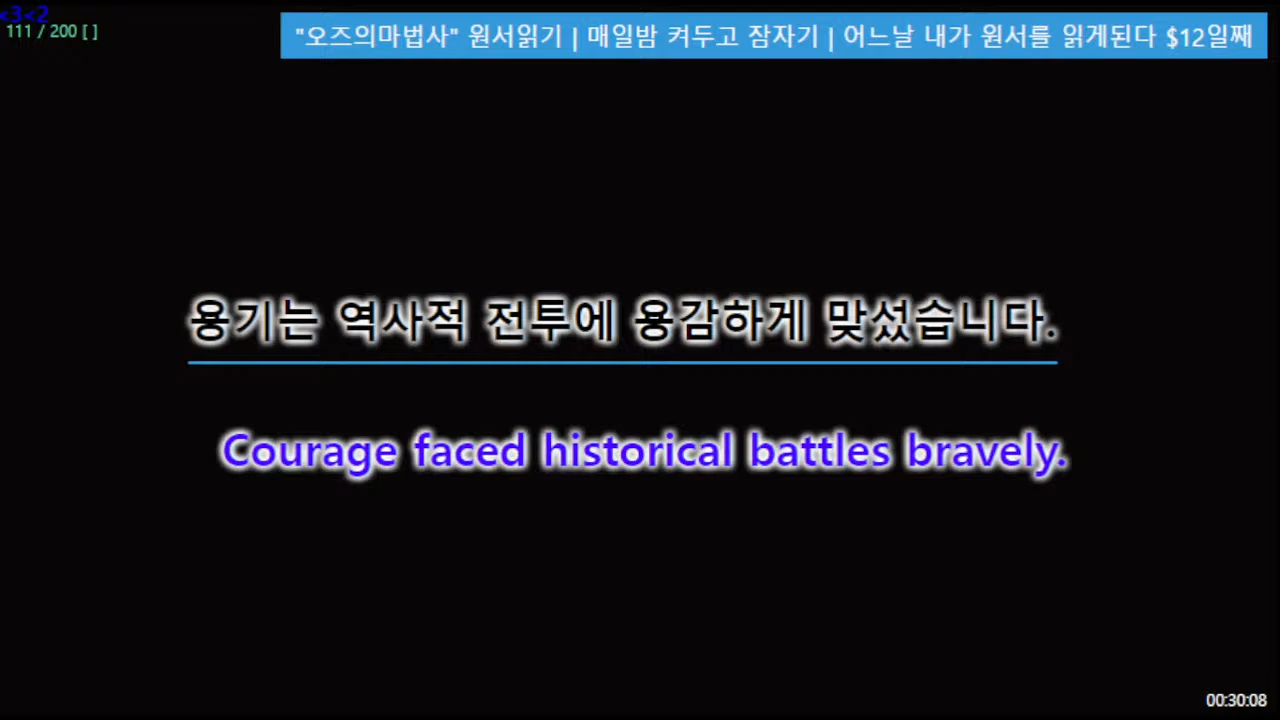 <3<2
111 / 200 [ ]
"오즈의마법사" 원서읽기 | 매일밤 켜두고 잠자기 | 어느날 내가 원서를 읽게된다 $12일째
용기는 역사적 전투에 용감하게 맞섰습니다.
Courage faced historical battles bravely.
00:30:08